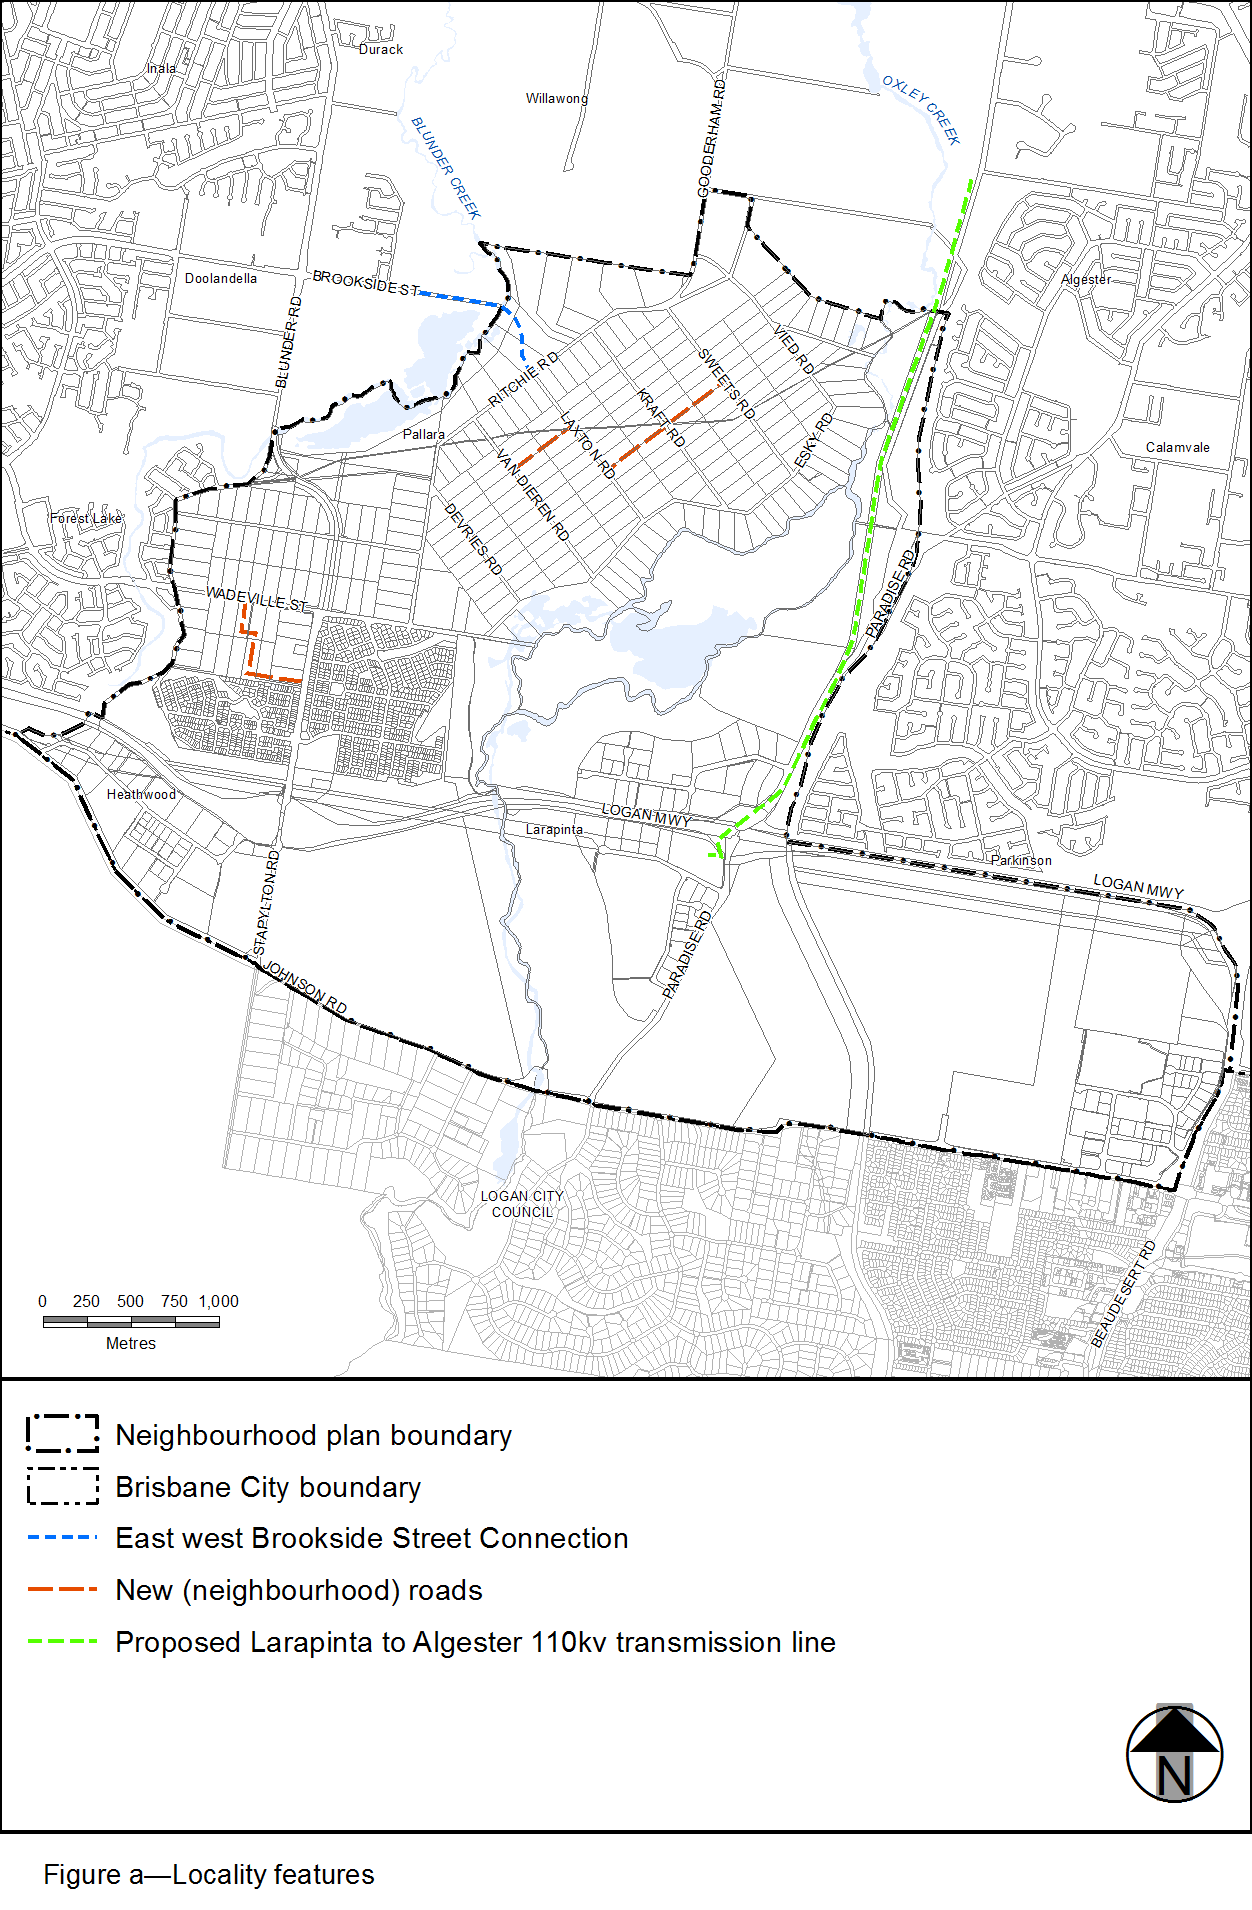 Durack
Inala
Willawong
OXLEY CREEK
GOODERHAM RD
BLUNDER CREEK
Doolandella
BROOKSIDE ST
Algester
BLUNDER RD
VIED RD
SWEETS RD
RITCHIE RD
KRAFT RD
LAXTON RD
ESKY RD
Pallara
Calamvale
VAN DIEREN RD
DEVRIES RD
Forest Lake
PARADISE RD
WADEVILLE ST
Heathwood
LOGAN MWY
Larapinta
Parkinson
LOGAN MWY
STAPYLTON RD
PARADISE RD
JOHNSON RD
LOGAN CITY
COUNCIL
BEAUDESERT RD
0 250 500 750 1,000
Metres
Neighbourhood plan boundary
Brisbane City boundary
East west Brookside Street Connection
New (neighbourhood) roads
Proposed Larapinta to Algester 110kv transmission line
N
Figure a—Locality features